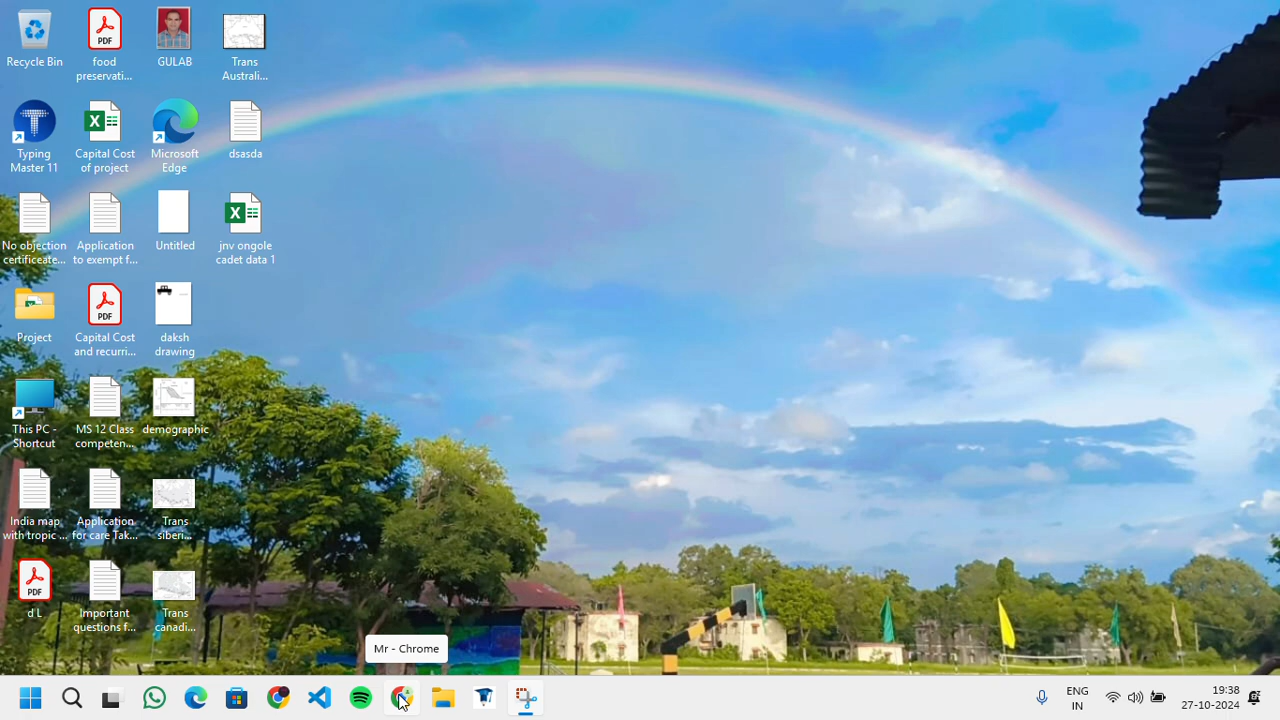 Recycle Bin
food
preservati...
GULAB
Trans
Australi...
Typing
Master 11
Capital Cost
of project
Microsoft
Edge
dsasda
No objection
certificeate...
Application
to exempt f...
Untitled
jnv ongole
cadet data 1
Project
Capital Cost
and recurri...
daksh
drawing
This PC -
Shortcut
MS 12 Class
competen...
demographic
India map
with tropic ...
Application
for care Tak...
Trans
siberi...
d L
Important
questions f...
Trans
canadi...
PDF
PDF
PDF
Mr - Chrome
ENG
IN
13:38
27-10-2024